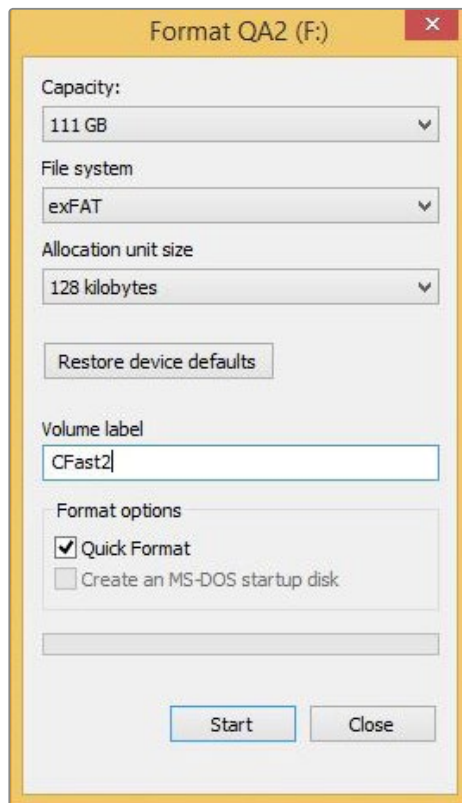 Format QA2 (F:)
Capacity:
111 GB
File system
exFAT
Allocation unit size
128 kilobytes
Restore device defaults
Volume label
CFast2
Format options
Quick Format
Create an MS-DOS startup disk
Start Close